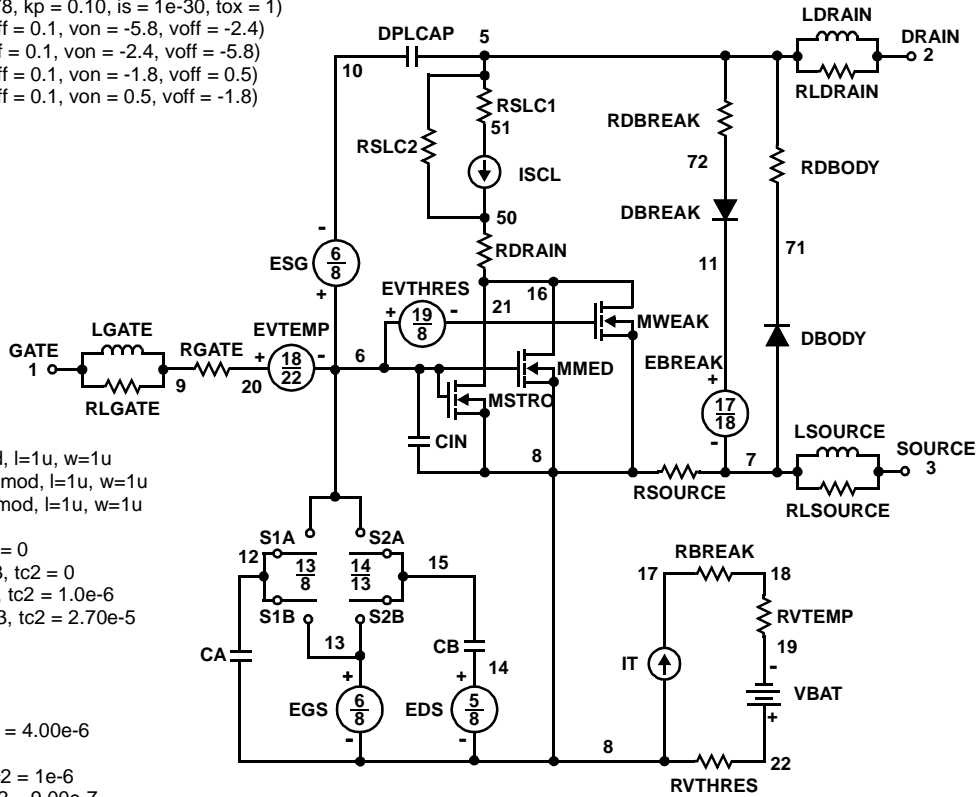 8, kp = 0.10, is = 1e-30, tox = 1)
ff = 0.1, von = -5.8, voff = -2.4)
f = 0.1, von = -2.4, voff = -5.8)
ff = 0.1, von = -1.8, voff = 0.5)
ff = 0.1, von = 0.5, voff = -1.8)
DPLCAP
5
10
LDRAIN
DRAIN
2
RLDRAIN
RSLC1
51
RSLC2
ISCL
50
RDRAIN
RDBREAK
72
RDBODY
DBREAK
71
11
ESG
-
6
8
+
EVTHRES
+
19
8
-
21
16
MWEAK
DBODY
LGATE
GATE
1
RLGATE
9
RGATE
20
EVTEMP
+
18
22
-
6
MMED
MSTRO
EBREAK
+
17
18
-
CIN
8
RSOURCE
7
LSOURCE
SOURCE
3
RLSOURCE
d, l=1u, w=1u
mod, l=1u, w=1u
mod, l=1u, w=1u
= 0
, tc2 = 0
, tc2 = 1.0e-6
3, tc2 = 2.70e-5
= 4.00e-6
c2 = 1e-6
S1A
S2A
12
13
8
14
13
15
S1B
S2B
13
CA
CB
14
+
EGS
6
8
-
+
EDS
5
8
-
RBREAK
17
18
RVTEMP
19
IT
-
VBAT
+
8
22
RVTHRES